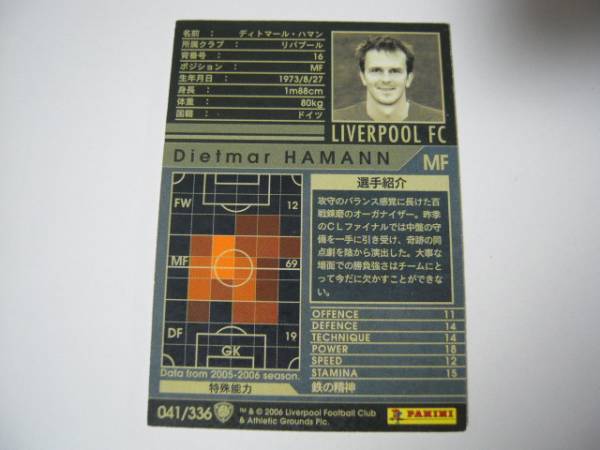 名前 : ディトマール・ハマン
所属クラブ : リバプール
背番号 : 16
ポジション : MF
生年月日 : 1973/8/27
身長 : 1m88cm
体重 : 80kg
国籍 : ドイツ
LIVERPOOL FC
Dietmar HAMANN
MF
FW 12
MF 69
DF 19
GK
Data from 2005-2006 season.
選手紹介
攻守のバランス感覚に長けた百
戦錬磨のオーガナイザー。昨季
のCLファイナルでは中盤の守
備を一手に引き受け、奇跡の同
点劇を陰から演出した。大事な
場面での勝負強さはチームにと
って今だに欠かすことができな
い。
OFFENCE 11
DEFENCE 14
TECHNIQUE 14
POWER 18
SPEED 12
STAMINA 15
特殊能力 鉄の精神
041/336
™ & © 2006 Liverpool Football Club
& Athletic Grounds Plc.
PANINI